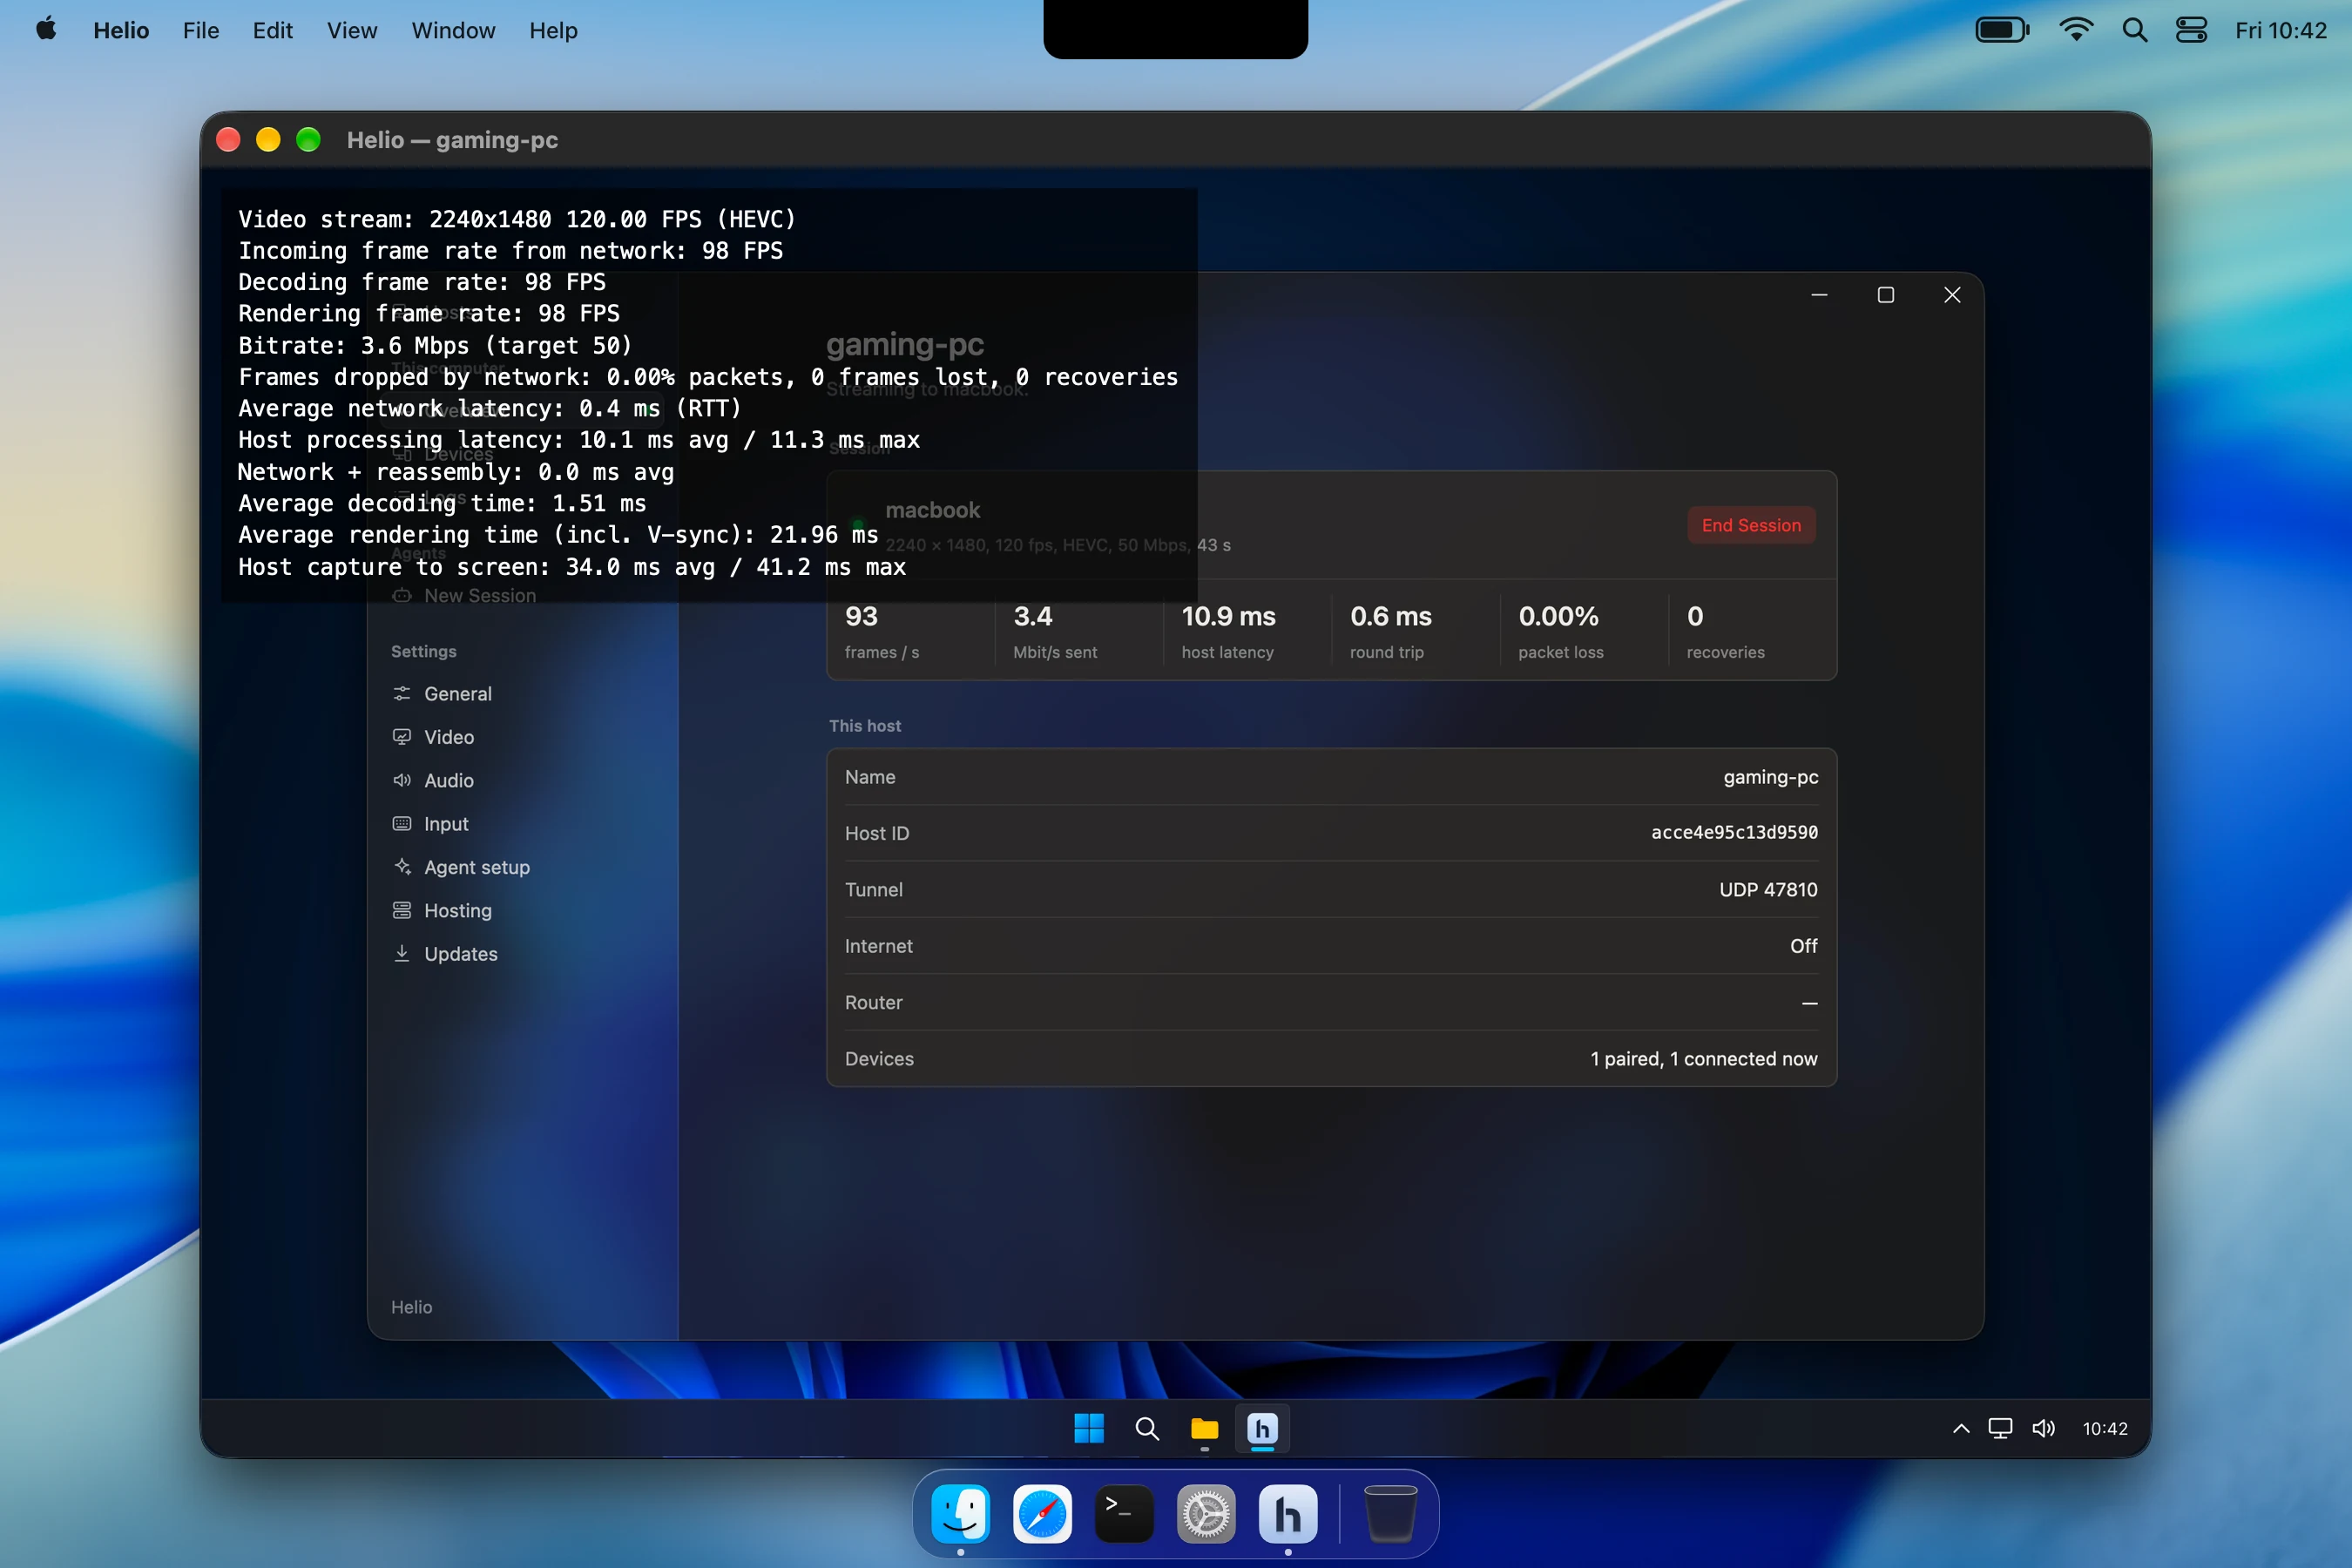 Helio File Edit View Window Help
Fri 10:42
Helio — gaming-pc
Video stream: 2240x1480 120.00 FPS (HEVC)
Incoming frame rate from network: 98 FPS
Decoding frame rate: 98 FPS
Rendering frame rate: 98 FPS
Bitrate: 3.6 Mbps (target 50)
Frames dropped by network: 0.00% packets, 0 frames lost, 0 recoveries
Average network latency: 0.4 ms (RTT)
Host processing latency: 10.1 ms avg / 11.3 ms max
Network + reassembly: 0.0 ms avg
Average decoding time: 1.51 ms
Average rendering time (incl. V-sync): 21.96 ms
Host capture to screen: 34.0 ms avg / 41.2 ms max
This computer
Devices
Logs
Agents
New Session
Settings
General
Video
Audio
Input
Agent setup
Hosting
Updates
Helio
gaming-pc
Streaming to macbook.
Session
macbook
2240 × 1480, 120 fps, HEVC, 50 Mbps, 43 s
End Session
93 3.4 10.9 ms 0.6 ms 0.00% 0
frames / s Mbit/s sent host latency round trip packet loss recoveries
This host
Name gaming-pc
Host ID acce4e95c13d9590
Tunnel UDP 47810
Internet Off
Router —
Devices 1 paired, 1 connected now
h
10:42
>_
h